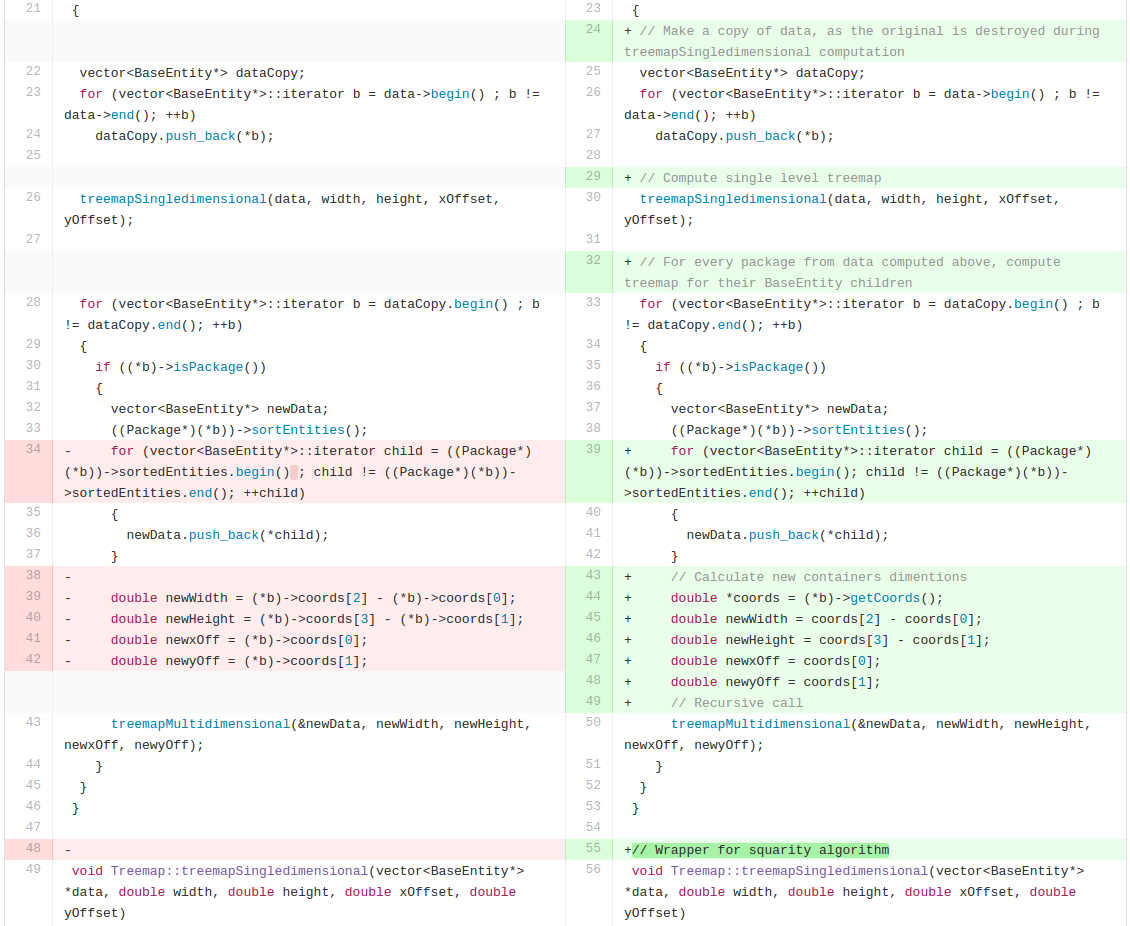 21 {
22 vector<BaseEntity*> dataCopy;
23 for (vector<BaseEntity*>::iterator b = data->begin() ; b !=
data->end(); ++b)
24 dataCopy.push_back(*b);
25
26 treemapSingledimensional(data, width, height, xOffset,
yOffset);
27
28 for (vector<BaseEntity*>::iterator b = dataCopy.begin() ; b
!= dataCopy.end(); ++b)
29 {
30 if ((*b)->isPackage())
31 {
32 vector<BaseEntity*> newData;
33 ((Package*)(*b))->sortEntities();
34 - for (vector<BaseEntity*>::iterator child = ((Package*)
(*b))->sortedEntities.begin() ; child != ((Package*)(*b))-
>sortedEntities.end(); ++child)
35 {
36 newData.push_back(*child);
37 }
38 -
39 - double newWidth = (*b)->coords[2] - (*b)->coords[0];
40 - double newHeight = (*b)->coords[3] - (*b)->coords[1];
41 - double newxOff = (*b)->coords[0];
42 - double newyOff = (*b)->coords[1];
43 treemapMultidimensional(&newData, newWidth, newHeight,
newxOff, newyOff);
44 }
45 }
46 }
47
48 -
49 void Treemap::treemapSingledimensional(vector<BaseEntity*>
*data, double width, double height, double xOffset, double
yOffset)
23 {
24 + // Make a copy of data, as the original is destroyed during
treemapSingledimensional computation
25 vector<BaseEntity*> dataCopy;
26 for (vector<BaseEntity*>::iterator b = data->begin() ; b !=
data->end(); ++b)
27 dataCopy.push_back(*b);
28
29 + // Compute single level treemap
30 treemapSingledimensional(data, width, height, xOffset,
yOffset);
31
32 + // For every package from data computed above, compute
treemap for their BaseEntity children
33 for (vector<BaseEntity*>::iterator b = dataCopy.begin() ; b
!= dataCopy.end(); ++b)
34 {
35 if ((*b)->isPackage())
36 {
37 vector<BaseEntity*> newData;
38 ((Package*)(*b))->sortEntities();
39 + for (vector<BaseEntity*>::iterator child = ((Package*)
(*b))->sortedEntities.begin(); child != ((Package*)(*b))-
>sortedEntities.end(); ++child)
40 {
41 newData.push_back(*child);
42 }
43 + // Calculate new containers dimentions
44 + double *coords = (*b)->getCoords();
45 + double newWidth = coords[2] - coords[0];
46 + double newHeight = coords[3] - coords[1];
47 + double newxOff = coords[0];
48 + double newyOff = coords[1];
49 + // Recursive call
50 treemapMultidimensional(&newData, newWidth, newHeight,
newxOff, newyOff);
51 }
52 }
53 }
54
55 +// Wrapper for squarity algorithm
56 void Treemap::treemapSingledimensional(vector<BaseEntity*>
*data, double width, double height, double xOffset, double
yOffset)